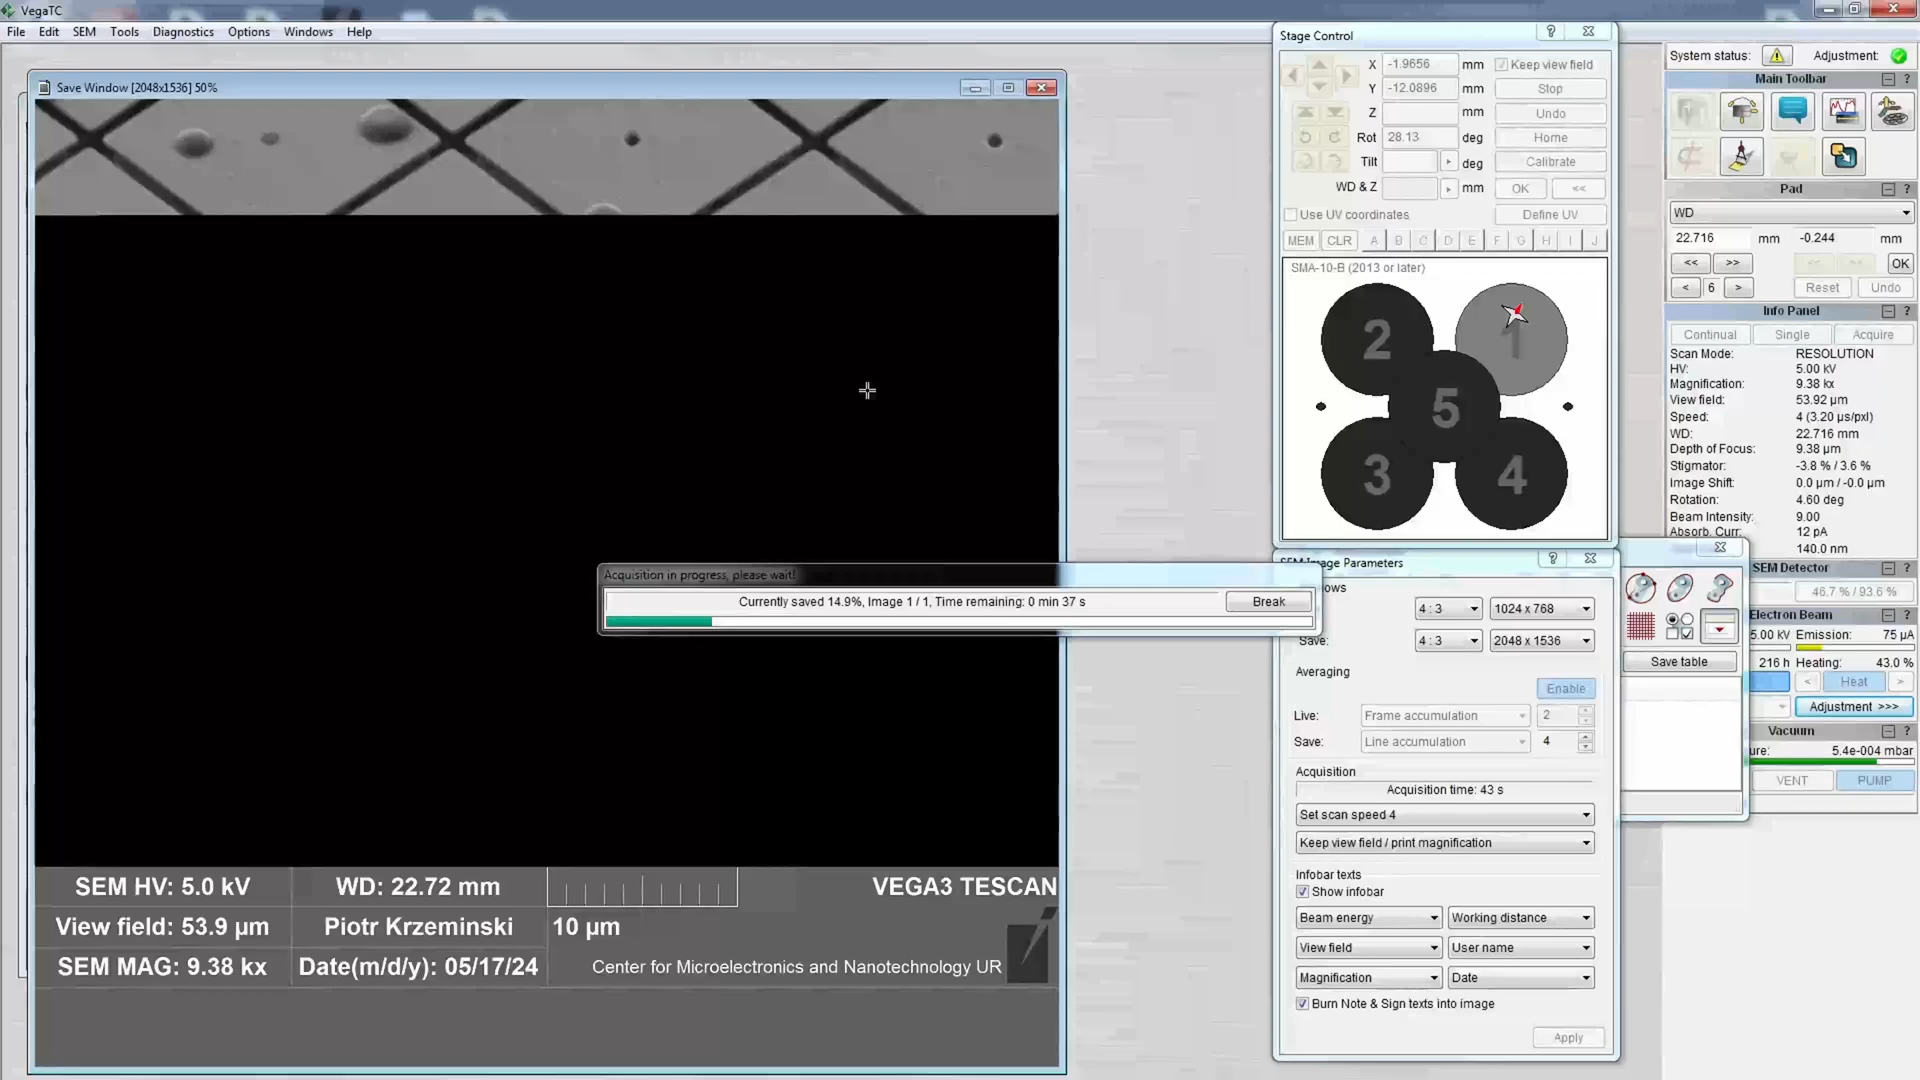 VegaTC
File Edit SEM Tools Diagnostics Options Windows Help
Save Window [2048x1536] 50%
SEM HV: 5.0 kV WD: 22.72 mm VEGA3 TESCAN
View field: 53.9 µm Piotr Krzeminski 10 µm
SEM MAG: 9.38 kx Date(m/d/y): 05/17/24 Center for Microelectronics and Nanotechnology UR
Acquisition in progress, please wait!
Currently saved 14.9%, Image 1 / 1, Time remaining: 0 min 37 s Break
Stage Control ?
X -1.9656 mm Keep view field
Y -12.0896 mm Stop
Z mm Undo
Rot 28.13 deg Home
Tilt deg Calibrate
WD & Z mm OK <<
Use UV coordinates Define UV
MEM CLR A B C D E F G H I J
SMA-10-B (2013 or later)
2 1
5
3 4
SEM Image Parameters ?
ows 4 : 3 1024 x 768
Save: 4 : 3 2048 x 1536
Averaging
Enable
Live: Frame accumulation 2
Save: Line accumulation 4
Acquisition
Acquisition time: 43 s
Set scan speed 4
Keep view field / print magnification
Infobar texts
Show infobar
Beam energy Working distance
View field User name
Magnification Date
Burn Note & Sign texts into image
Apply
System status: Adjustment:
Main Toolbar ?
Pad ?
WD
22.716 mm -0.244 mm
<< >> << >> OK
< 6 > Reset Undo
Info Panel ?
Continual Single Acquire
Scan Mode: RESOLUTION
HV: 5.00 kV
Magnification: 9.38 kx
View field: 53.92 µm
Speed: 4 (3.20 µs/pxl)
WD: 22.716 mm
Depth of Focus: 9.38 µm
Stigmator: -3.8 % / 3.6 %
Image Shift: 0.0 µm / -0.0 µm
Rotation: 4.60 deg
Beam Intensity: 9.00
Absorb. Curr: 12 pA
140.0 nm
SEM Detector ?
46.7 % / 93.6 %
Electron Beam ?
5.00 kV Emission: 75 µA
216 h Heating: 43.0 %
< Heat >
Adjustment >>>
Save table
Vacuum ?
ure: 5.4e-004 mbar
VENT PUMP